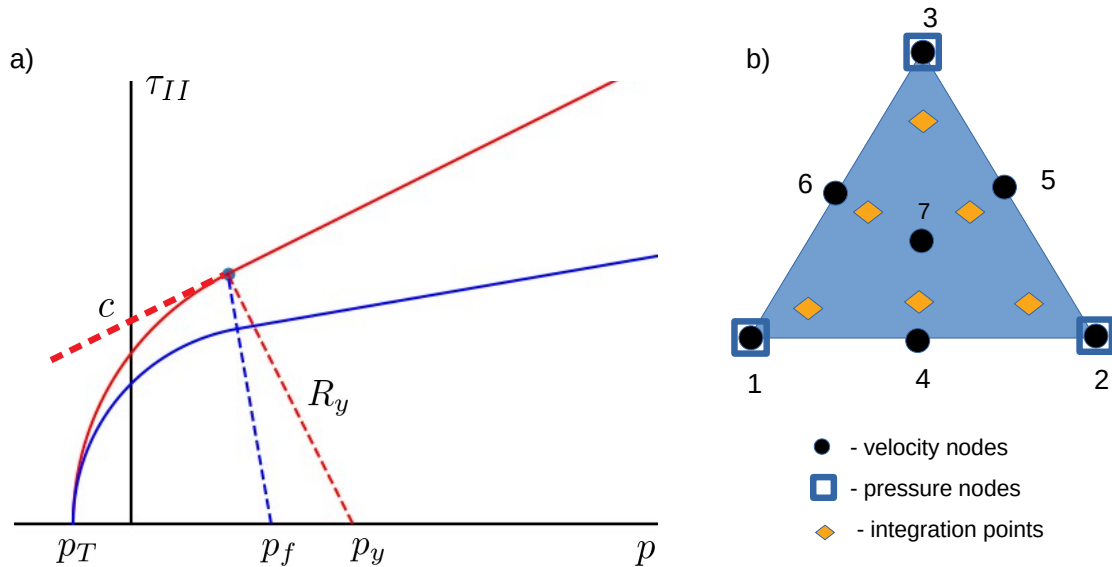 a)
τ_II
c
R_y
p_T
p_f
p_y
p
b)
3
6
5
7
1
4
2
- velocity nodes
- pressure nodes
- integration points